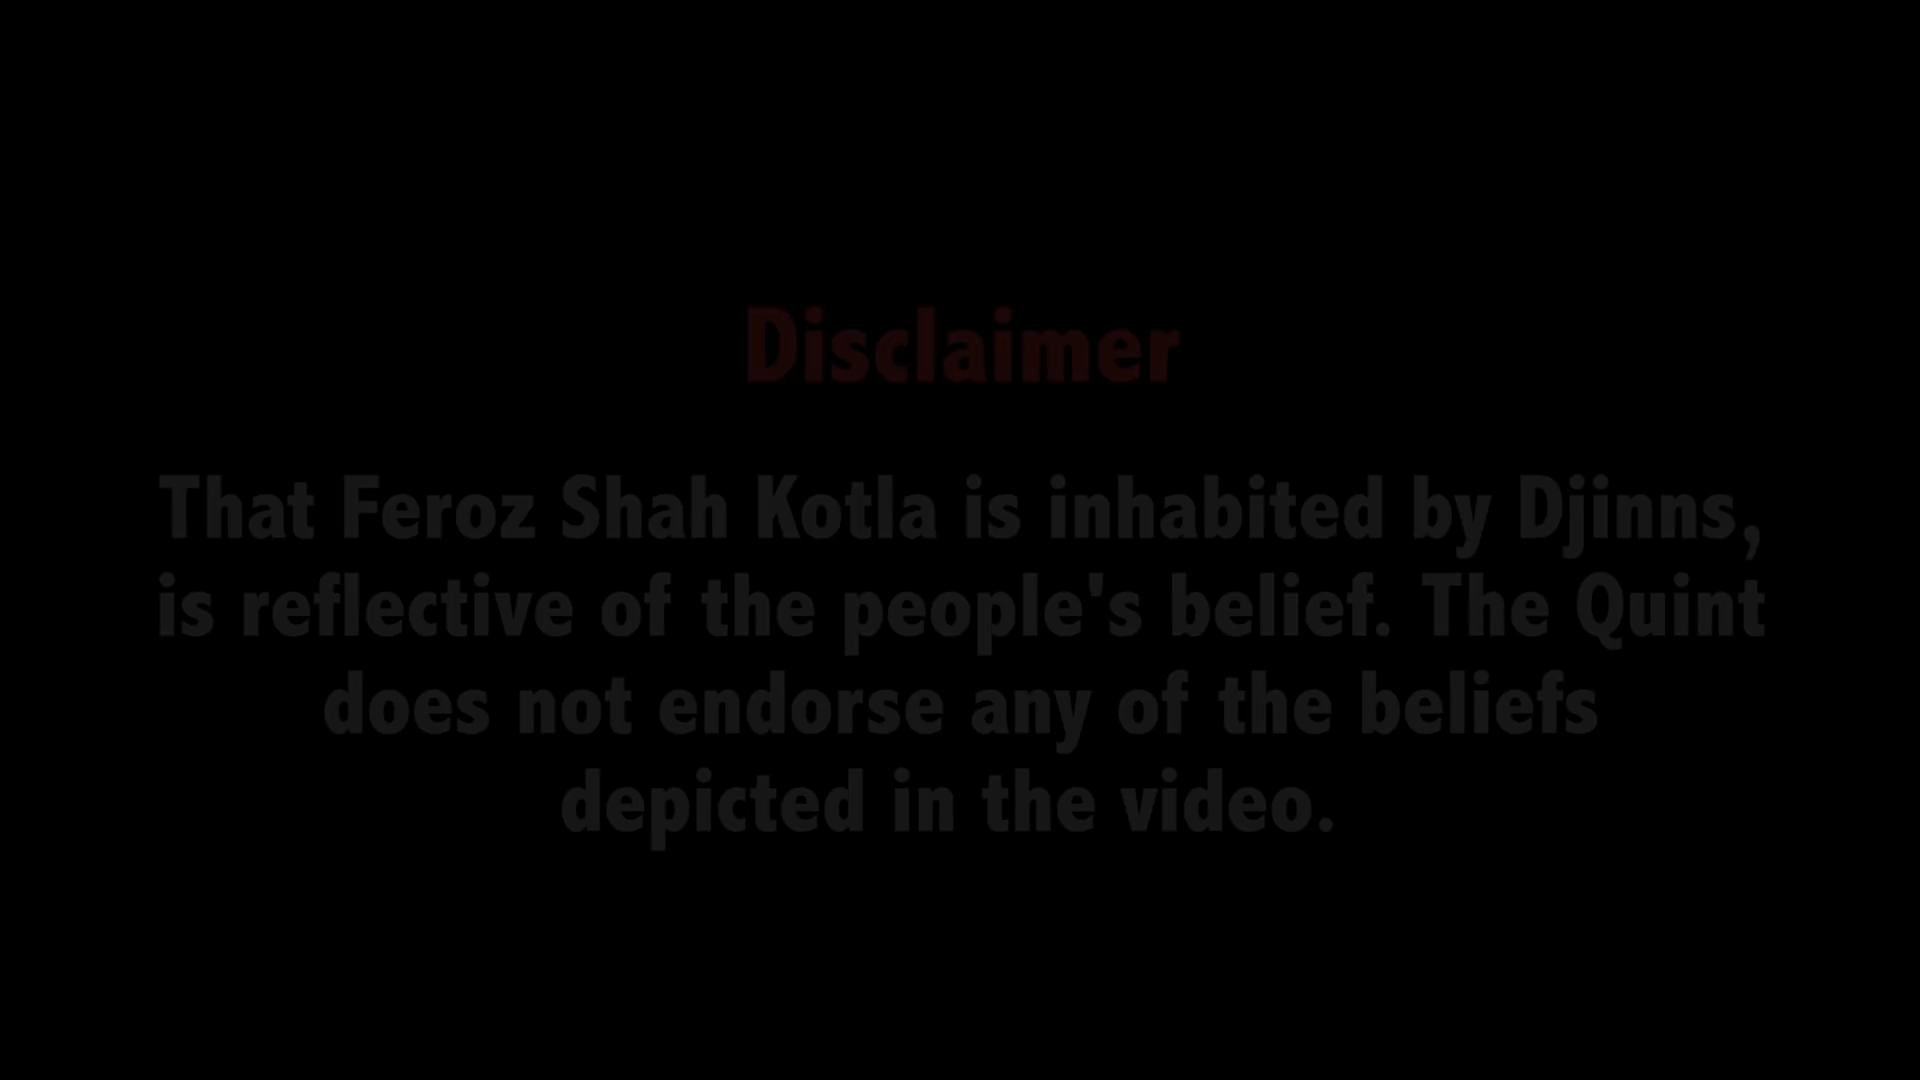 Disclaimer
That Feroz Shah Kotla is inhabited by Djinns,
is reflective of the people's belief. The Quint
does not endorse any of the beliefs
depicted in the video.